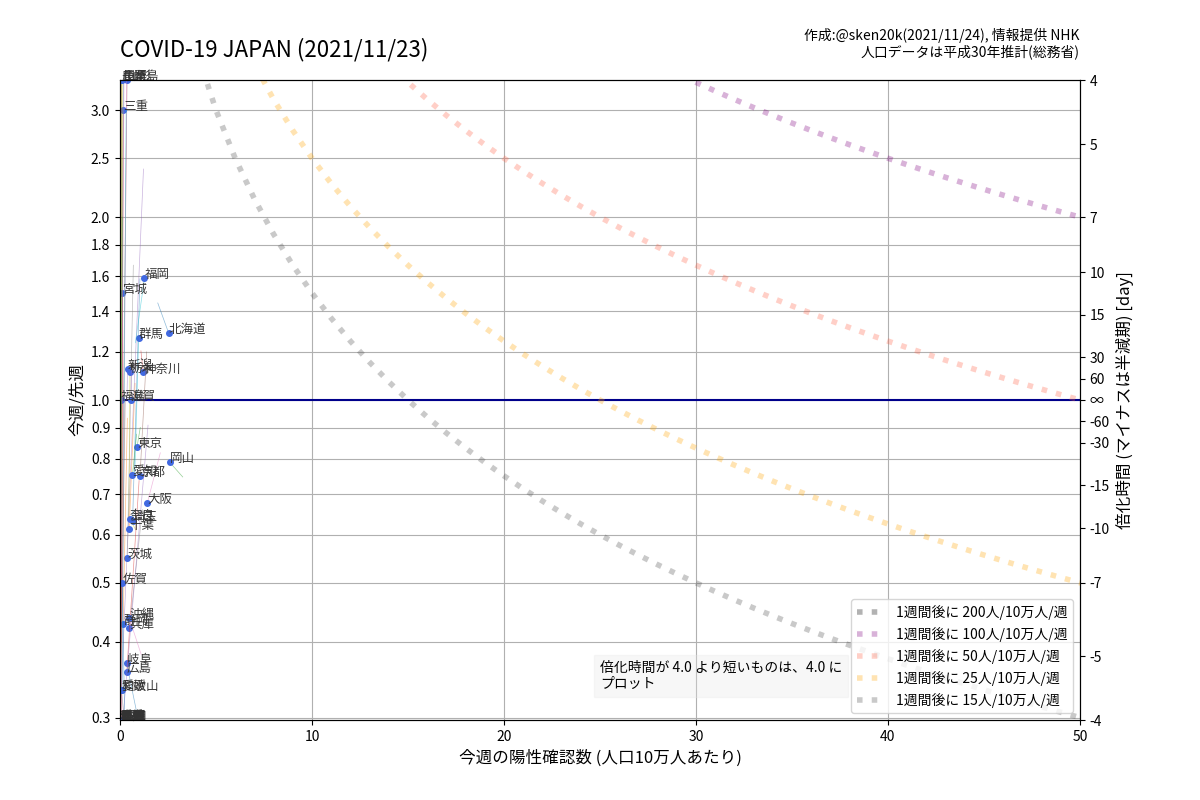 COVID-19 JAPAN (2021/11/23)
作成:@sken20k(2021/11/24), 情報提供 NHK
人口データは平成30年推計(総務省)
今週/先週
3.0
2.5
2.0
1.8
1.6
1.4
1.2
1.0
0.9
0.8
0.7
0.6
0.5
0.4
0.3
三重
福岡
宮城
北海道
群馬
新潟
神奈川
東京
岡山
大阪
千葉
茨城
佐賀
沖縄
岐阜
広島
4
5
7
10
15
30
60
∞
-60
-30
-15
-10
-7
-5
-4
倍化時間 (マイナスは半減期) [day]
倍化時間が 4.0 より短いものは、4.0 に
プロット
1週間後に 200人/10万人/週
1週間後に 100人/10万人/週
1週間後に 50人/10万人/週
1週間後に 25人/10万人/週
1週間後に 15人/10万人/週
0
10
20
30
40
50
今週の陽性確認数 (人口10万人あたり)